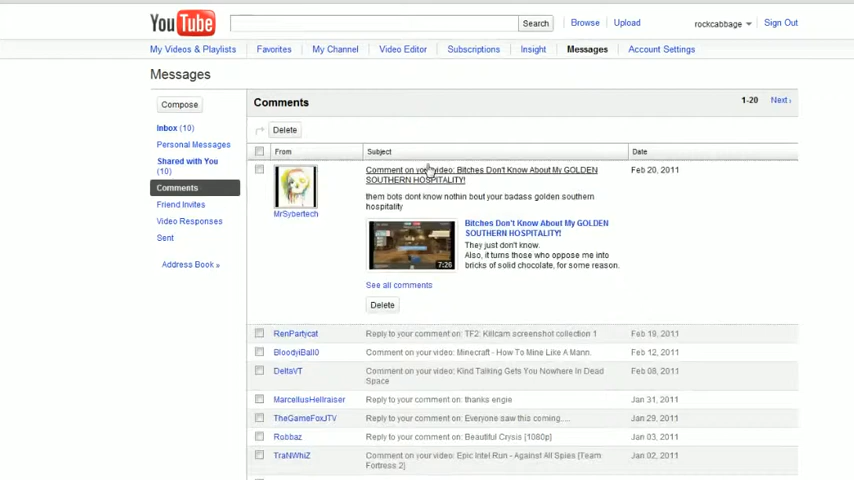 YouTube
Search
Browse
Upload
rockcabbage
Sign Out
My Videos & Playlists
Favorites
My Channel
Video Editor
Subscriptions
Insight
Messages
Account Settings
Messages
Compose
Inbox (10)
Personal Messages
Shared with You
(10)
Comments
Friend Invites
Video Responses
Sent
Address Book »
Comments
1-20
Next ›
Delete
From
Subject
Date
MrSybertech
Comment on your video: Bitches Don't Know About My GOLDEN
SOUTHERN HOSPITALITY!
Feb 20, 2011
them bots dont know nothin bout your badass golden southern
hospitality
7:26
Bitches Don't Know About My GOLDEN
SOUTHERN HOSPITALITY!
They just don't know.
Also, it turns those who oppose me into
bricks of solid chocolate, for some reason.
See all comments
Delete
RenPartycat
Reply to your comment on: TF2: Killcam screenshot collection 1
Feb 19, 2011
BloodyiBall0
Comment on your video: Minecraft - How To Mine Like A Mann.
Feb 12, 2011
DeltaVT
Comment on your video: Kind Talking Gets You Nowhere In Dead
Space
Feb 08, 2011
MarcellusHellraiser
Reply to your comment on: thanks engie
Jan 31, 2011
TheGameFoxJTV
Reply to your comment on: Everyone saw this coming....
Jan 29, 2011
Robbaz
Reply to your comment on: Beautiful Crysis [1080p]
Jan 03, 2011
TraNWhiZ
Comment on your video: Epic Intel Run - Against All Spies [Team
Fortress 2]
Jan 02, 2011